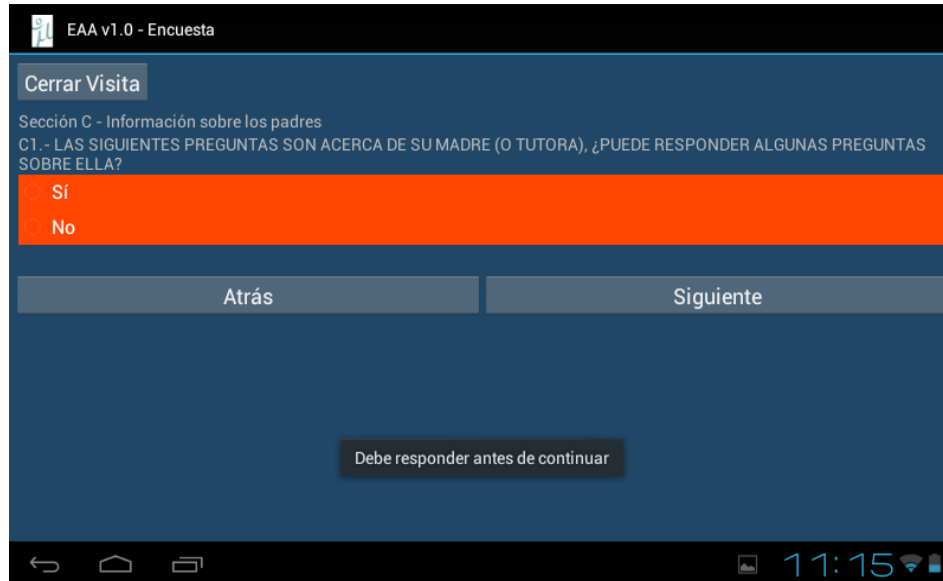 EAA v1.0 - Encuesta
Cerrar Visita
Sección C - Información sobre los padres
C1.- LAS SIGUIENTES PREGUNTAS SON ACERCA DE SU MADRE (O TUTORA), ¿PUEDE RESPONDER ALGUNAS PREGUNTAS
SOBRE ELLA?
Sí
No
Atrás
Siguiente
Debe responder antes de continuar
11:15